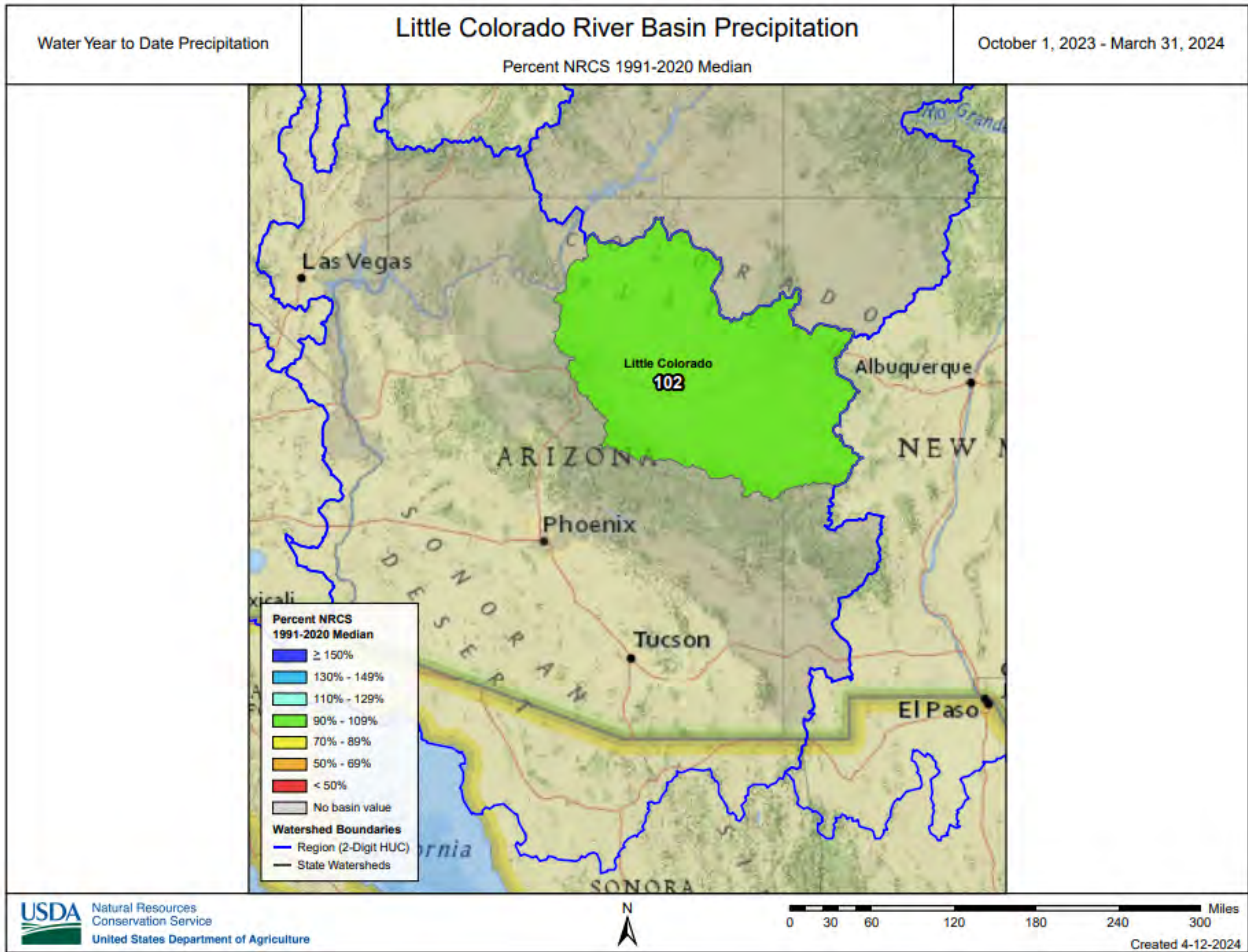 Water Year to Date Precipitation
Little Colorado River Basin Precipitation
Percent NRCS 1991-2020 Median
October 1, 2023 - March 31, 2024
Rio Grande
Las Vegas
COLORADO
Little Colorado
102
Albuquerque
ARIZONA
NEW M
Phoenix
SONORAN
DESERT
xicali
Tucson
El Paso
ornia
SONORA
Percent NRCS
1991-2020 Median
≥ 150%
130% - 149%
110% - 129%
90% - 109%
70% - 89%
50% - 69%
< 50%
No basin value
Watershed Boundaries
Region (2-Digit HUC)
State Watersheds
USDA
Natural Resources
Conservation Service
United States Department of Agriculture
N
0 30 60 120 180 240 300 Miles
Created 4-12-2024